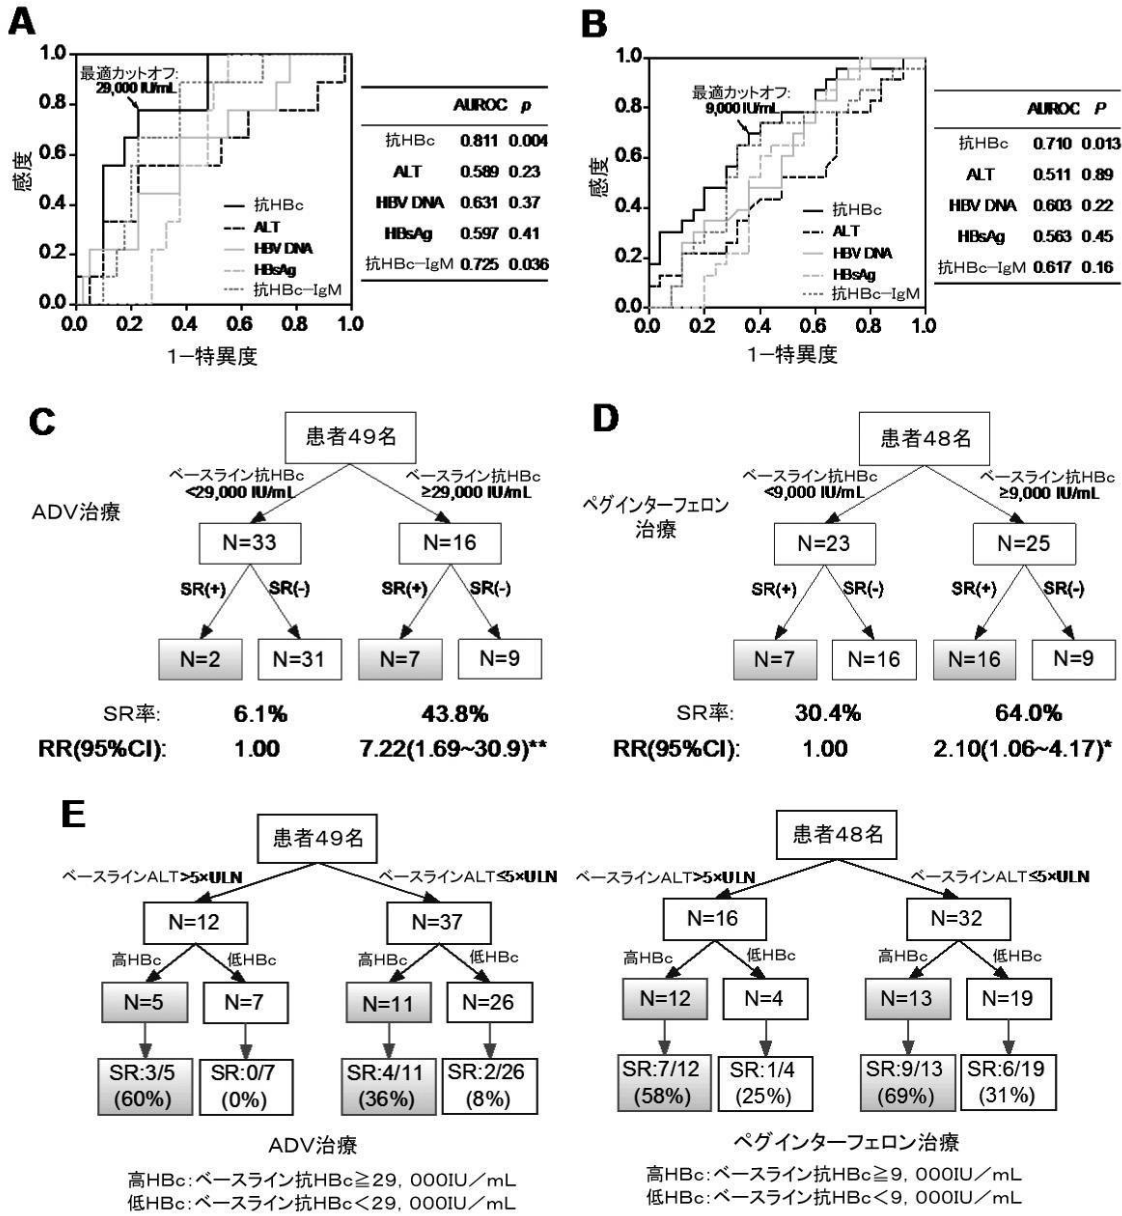 A
最適カットオフ:
29,000 IU/mL
感度
1.0
0.8
0.6
0.4
0.2
0.0
0.0 0.2 0.4 0.6 0.8 1.0
1－特異度
抗HBc
ALT
HBV DNA
HBsAg
抗HBc－IgM
AUROC p
抗HBc 0.811 0.004
ALT 0.589 0.23
HBV DNA 0.631 0.37
HBsAg 0.597 0.41
抗HBc－IgM 0.725 0.036
B
最適カットオフ:
9,000 IU/mL
感度
1.0
0.8
0.6
0.4
0.2
0.0
0.0 0.2 0.4 0.6 0.8 1.0
1－特異度
抗HBc
ALT
HBV DNA
HBsAg
抗HBc－IgM
AUROC P
抗HBc 0.710 0.013
ALT 0.511 0.89
HBV DNA 0.603 0.22
HBsAg 0.563 0.45
抗HBc－IgM 0.617 0.16
C
患者49名
ベースライン抗HBc
<29,000 IU/mL
ベースライン抗HBc
≥29,000 IU/mL
ADV治療
N=33
N=16
SR(+) SR(-) SR(+) SR(-)
N=2 N=31 N=7 N=9
SR率: 6.1% 43.8%
RR(95%CI): 1.00 7.22(1.69~30.9)**
D
患者48名
ベースライン抗HBc
<9,000 IU/mL
ベースライン抗HBc
≥9,000 IU/mL
ペグインターフェロン
治療
N=23
N=25
SR(+) SR(-) SR(+) SR(-)
N=7 N=16 N=16 N=9
SR率: 30.4% 64.0%
RR(95%CI): 1.00 2.10(1.06~4.17)*
E
患者49名
ベースラインALT>5×ULN ベースラインALT≤5×ULN
N=12 N=37
高HBc 低HBc 高HBc 低HBc
N=5 N=7 N=11 N=26
SR:3/5 SR:0/7 SR:4/11 SR:2/26
(60%) (0%) (36%) (8%)
ADV治療
高HBc:ベースライン抗HBc≧29, 000IU／mL
低HBc:ベースライン抗HBc＜29, 000IU／mL
患者48名
ベースラインALT>5×ULN ベースラインALT≤5×ULN
N=16 N=32
高HBc 低HBc 高HBc 低HBc
N=12 N=4 N=13 N=19
SR:7/12 SR:1/4 SR:9/13 SR:6/19
(58%) (25%) (69%) (31%)
ペグインターフェロン治療
高HBc:ベースライン抗HBc≧9, 000IU／mL
低HBc:ベースライン抗HBc＜9, 000IU／mL